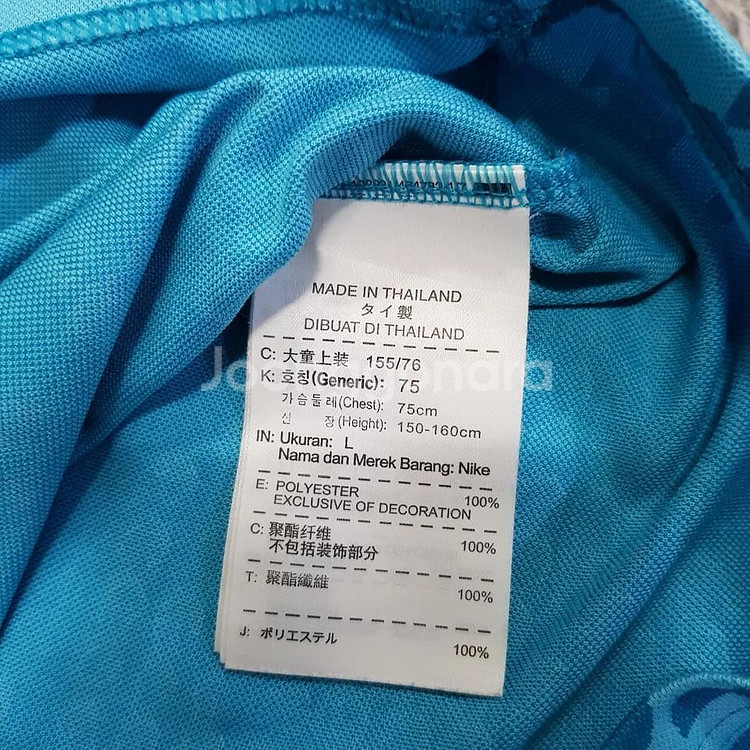 MADE IN THAILAND
タイ製
DIBUAT DI THAILAND
C: 大童上装 155/76
K: 호칭(Generic): 75
가슴둘레(Chest): 75cm
신 장(Height): 150-160cm
IN: Ukuran: L
Nama dan Merek Barang: Nike
E: POLYESTER 100%
EXCLUSIVE OF DECORATION
C: 聚酯纤维 100%
不包括装饰部分
T: 聚酯纖維 100%
J: ポリエステル 100%